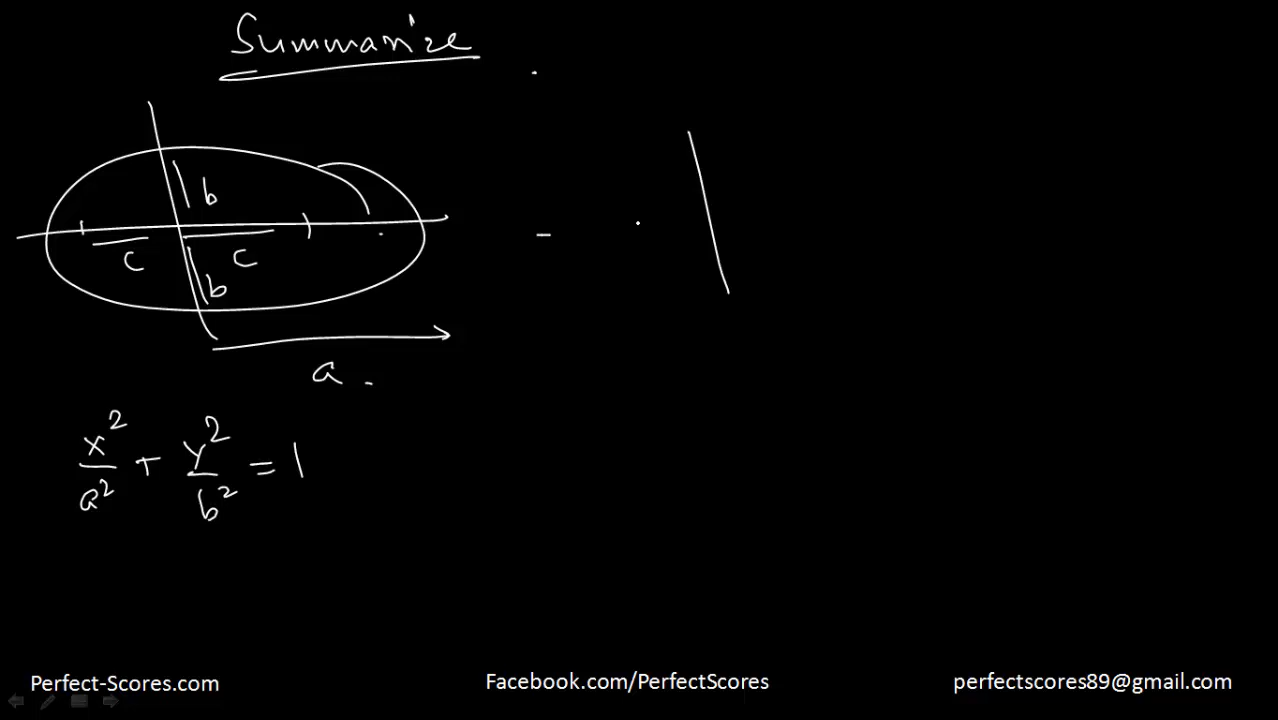 Summarize
b
c c
b
a.
x²/a² + y²/b² = 1
Perfect-Scores.com
Facebook.com/PerfectScores
perfectscores89@gmail.com